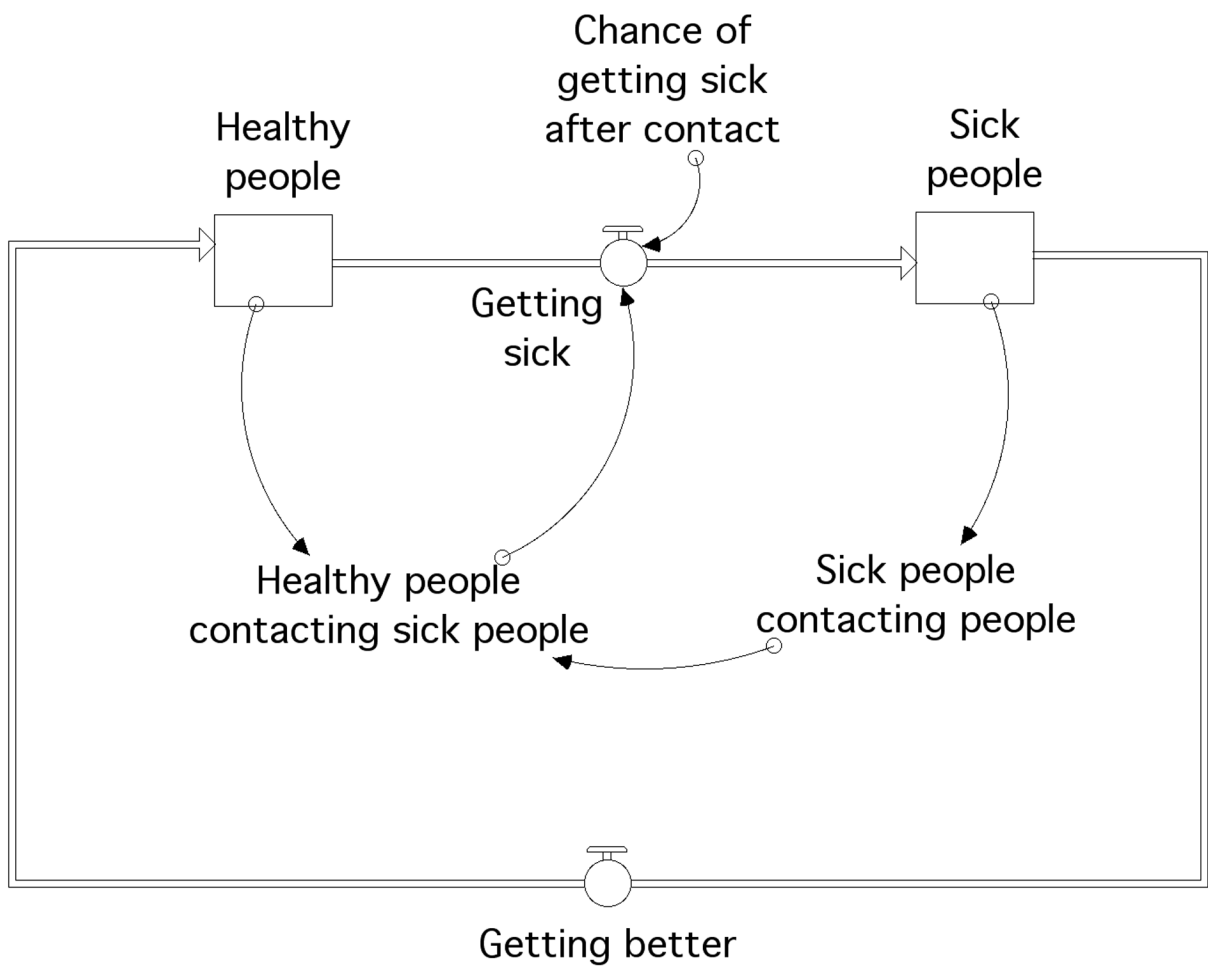 Chance of
getting sick
after contact
Healthy
people
Sick
people
Getting
sick
Healthy people
contacting sick people
Sick people
contacting people
Getting better